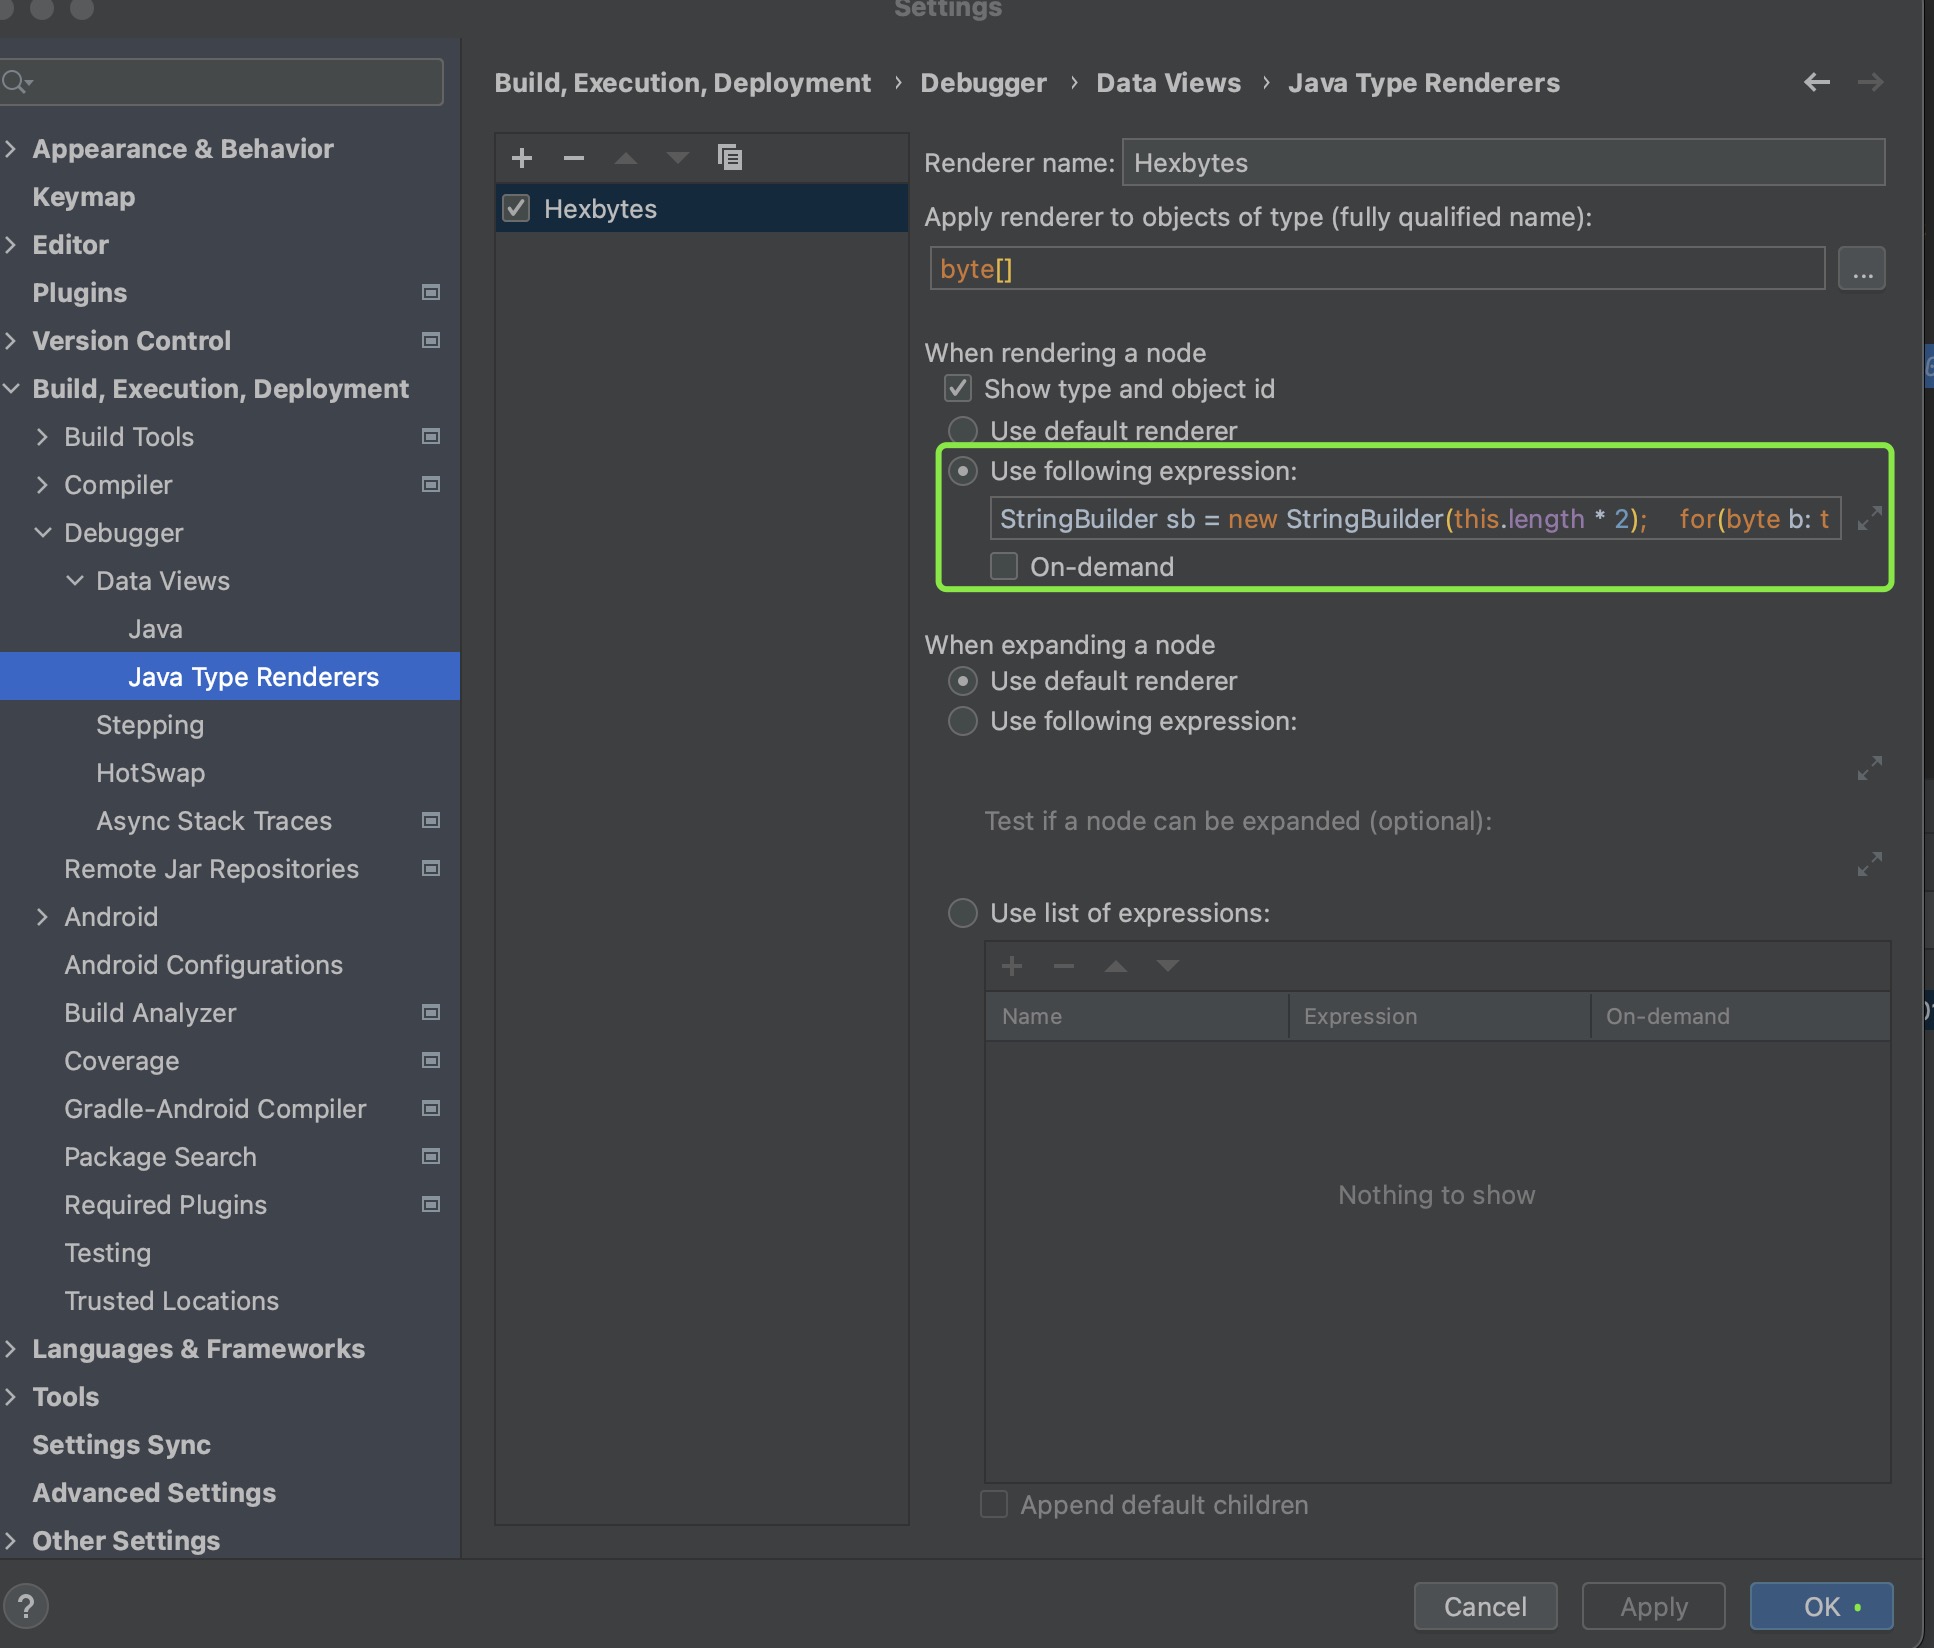 Settings
Appearance & Behavior
Keymap
Editor
Plugins
Version Control
Build, Execution, Deployment
Build Tools
Compiler
Debugger
Data Views
Java
Java Type Renderers
Stepping
HotSwap
Async Stack Traces
Remote Jar Repositories
Android
Android Configurations
Build Analyzer
Coverage
Gradle-Android Compiler
Package Search
Required Plugins
Testing
Trusted Locations
Languages & Frameworks
Tools
Settings Sync
Advanced Settings
Other Settings
Build, Execution, Deployment › Debugger › Data Views › Java Type Renderers
Hexbytes
Renderer name: Hexbytes
Apply renderer to objects of type (fully qualified name):
byte[]
...
When rendering a node
Show type and object id
Use default renderer
Use following expression:
StringBuilder sb = new StringBuilder(this.length * 2); for(byte b: t
On-demand
When expanding a node
Use default renderer
Use following expression:
Test if a node can be expanded (optional):
Use list of expressions:
Name Expression On-demand
Nothing to show
Append default children
? Cancel Apply OK